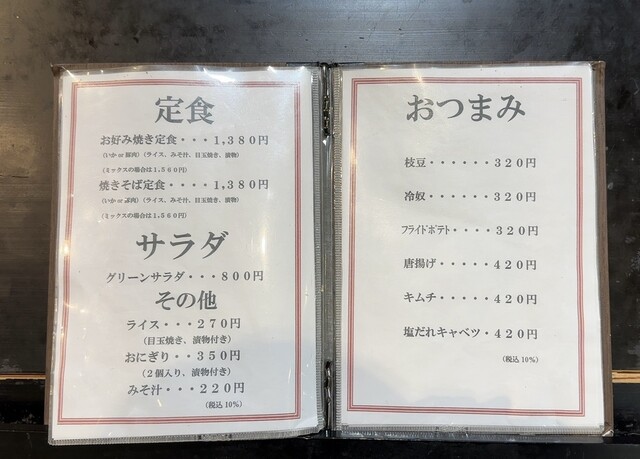 定食
お好み焼き定食・・・1,380円
(いか or 豚肉)(ライス、みそ汁、目玉焼き、漬物)
(ミックスの場合は1,560円)
焼きそば定食・・・・1,380円
(いか or 豚肉)(ライス、みそ汁、目玉焼き、漬物)
(ミックスの場合は1,560円)
サラダ
グリーンサラダ・・・800円
その他
ライス・・・270円
(目玉焼き、漬物付き)
おにぎり・・350円
(2個入り、漬物付き)
みそ汁・・・220円
(税込10%)
おつまみ
枝豆・・・・・・320円
冷奴・・・・・・320円
フライドポテト・・・・320円
唐揚げ・・・・・420円
キムチ・・・・・420円
塩だれキャベツ・420円
(税込10%)